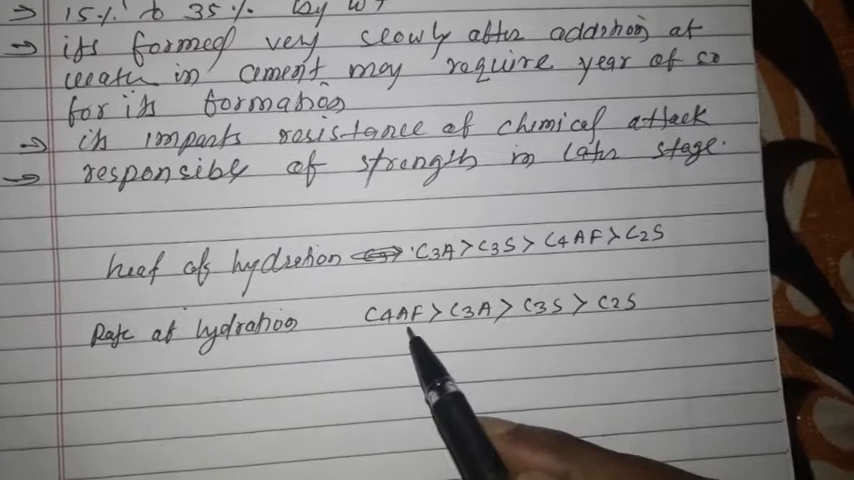 ⇒ 15% to 35% by wt
⇒ its formed very slowly after addation at
water in cement may require year of so
for its formation
⇒ its imparts resistance of chemical attack
⇒ responsible of strength in later stage.
heat of hydration ⇔ C3A > C3S > C4AF > C2S
Rate of hydration C4AF > C3A > C3S > C2S